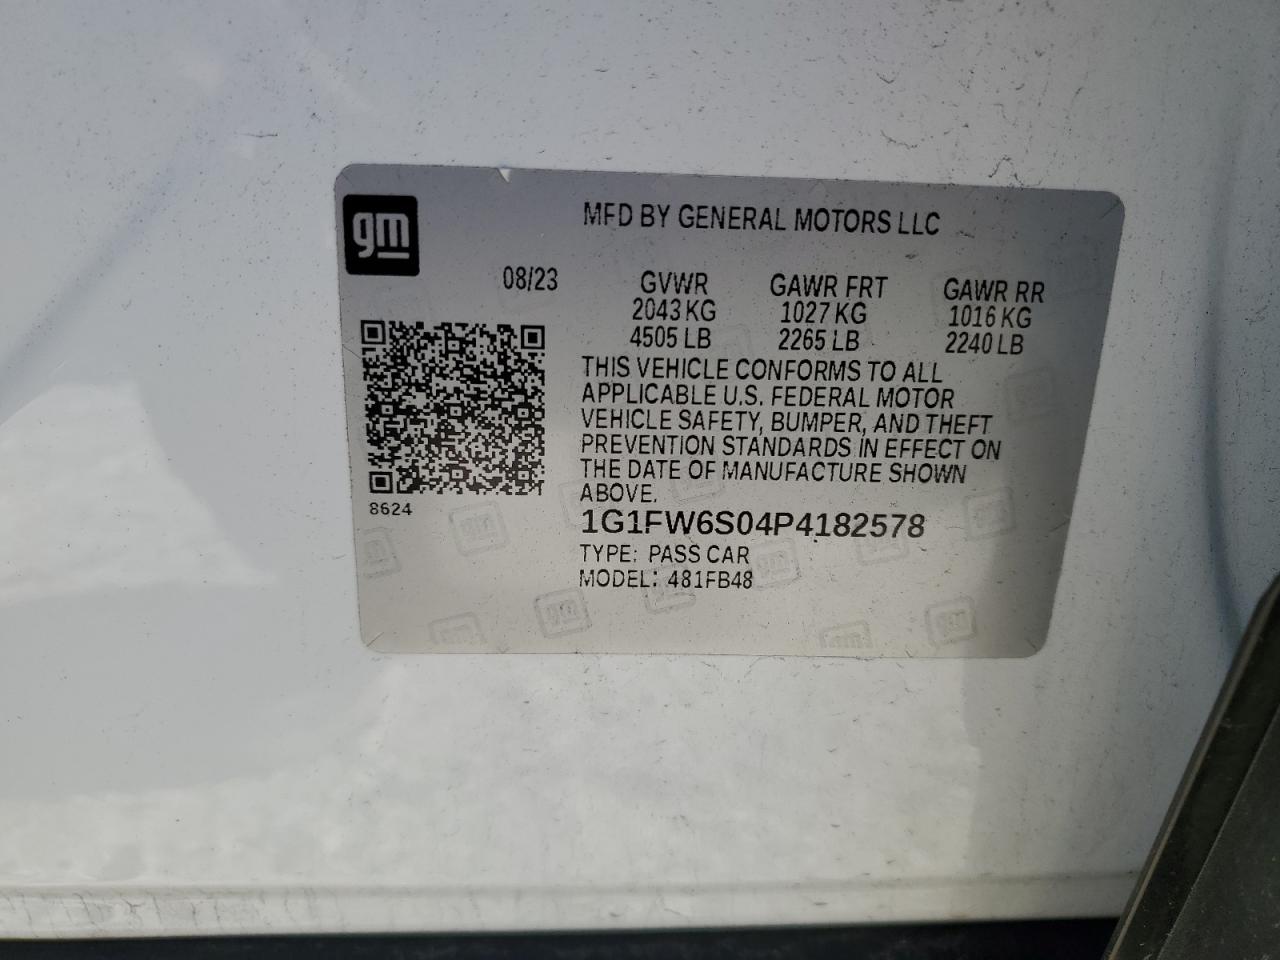 gm
MFD BY GENERAL MOTORS LLC
08/23 GVWR GAWR FRT GAWR RR
2043 KG 1027 KG 1016 KG
4505 LB 2265 LB 2240 LB
THIS VEHICLE CONFORMS TO ALL
APPLICABLE U.S. FEDERAL MOTOR
VEHICLE SAFETY, BUMPER, AND THEFT
PREVENTION STANDARDS IN EFFECT ON
THE DATE OF MANUFACTURE SHOWN
ABOVE.
8624
1G1FW6S04P4182578
TYPE: PASS CAR
MODEL: 481FB48